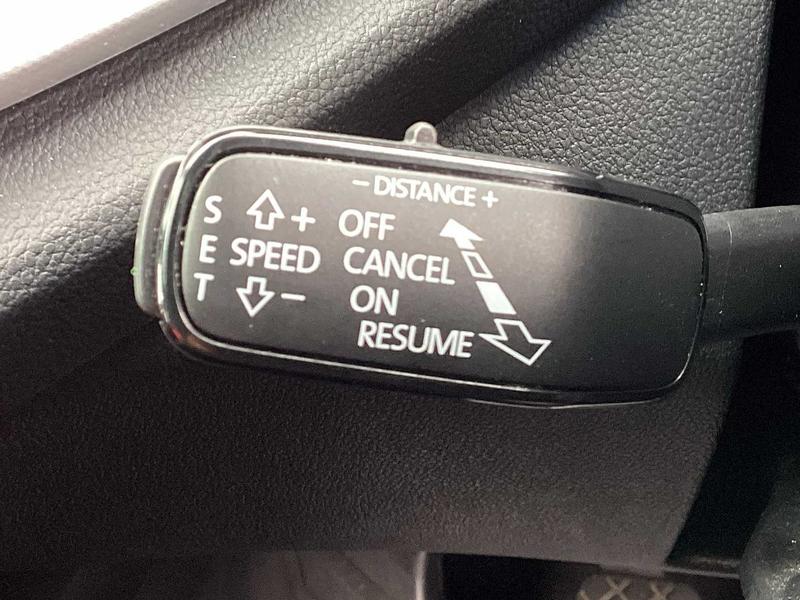 − DISTANCE +
S + OFF
E SPEED CANCEL
T − ON
RESUME